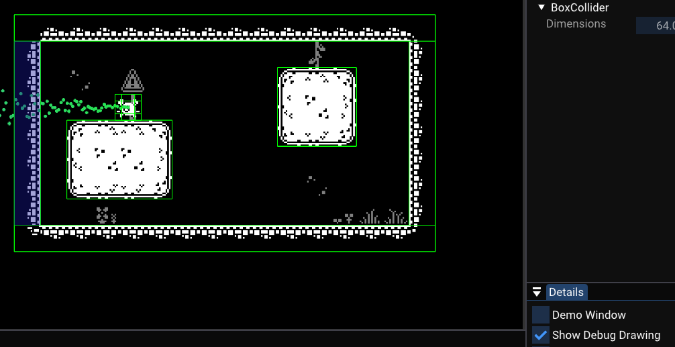 BoxCollider
Dimensions
64.0
Details
Demo Window
Show Debug Drawing